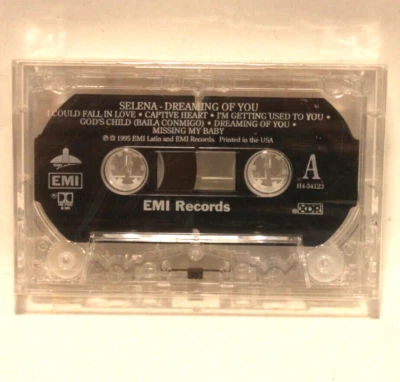 SELENA - DREAMING OF YOU
I COULD FALL IN LOVE • CAPTIVE HEART • I'M GETTING USED TO YOU •
GOD'S CHILD (BAILA CONMIGO) • DREAMING OF YOU •
MISSING MY BABY
℗ © 1995 EMI Latin and EMI Records. Printed in the USA
A
H4-34123
EMI
EMI Records
XDR